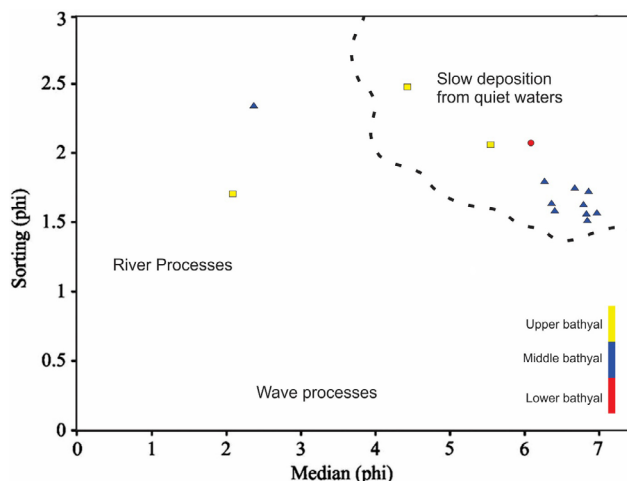 3
2.5
2
1.5
1
0.5
0
Sorting (phi)
Slow deposition
from quiet waters
River Processes
Wave processes
Upper bathyal
Middle bathyal
Lower bathyal
0 1 2 3 4 5 6 7
Median (phi)